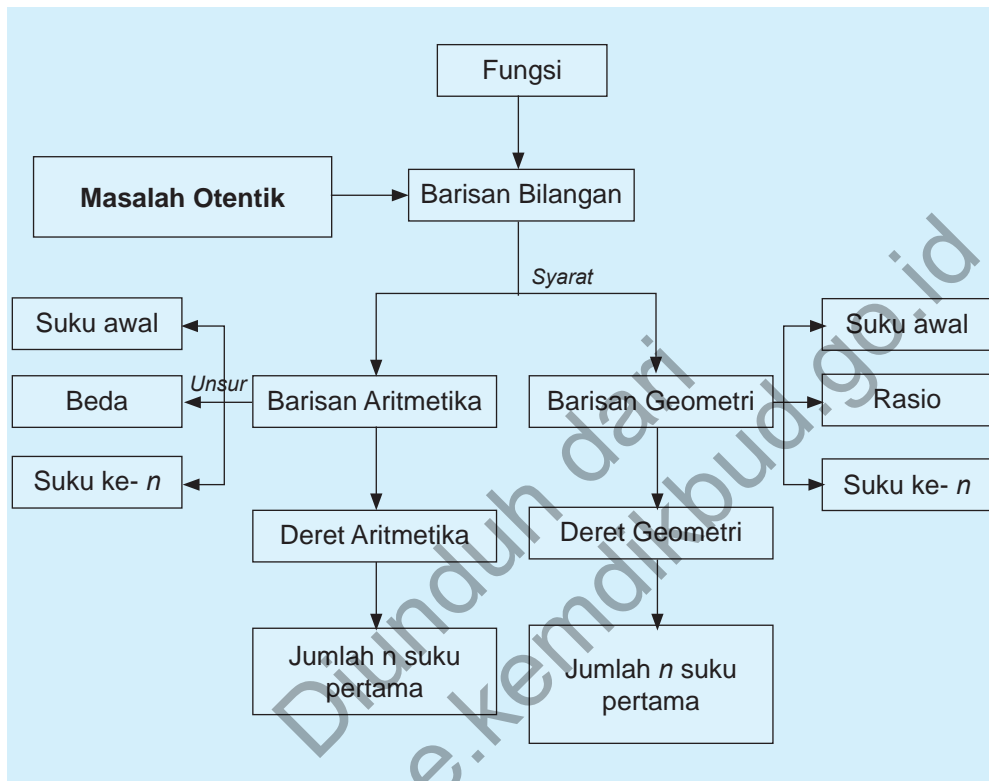 Fungsi
Masalah Otentik
Barisan Bilangan
Syarat
Suku awal
Suku awal
Unsur
Beda
Barisan Aritmetika
Barisan Geometri
Rasio
Suku ke- n
Suku ke- n
Deret Aritmetika
Deret Geometri
Jumlah n suku
pertama
Jumlah n suku
pertama
Diunduh dari
e.kemdikbud.go.id